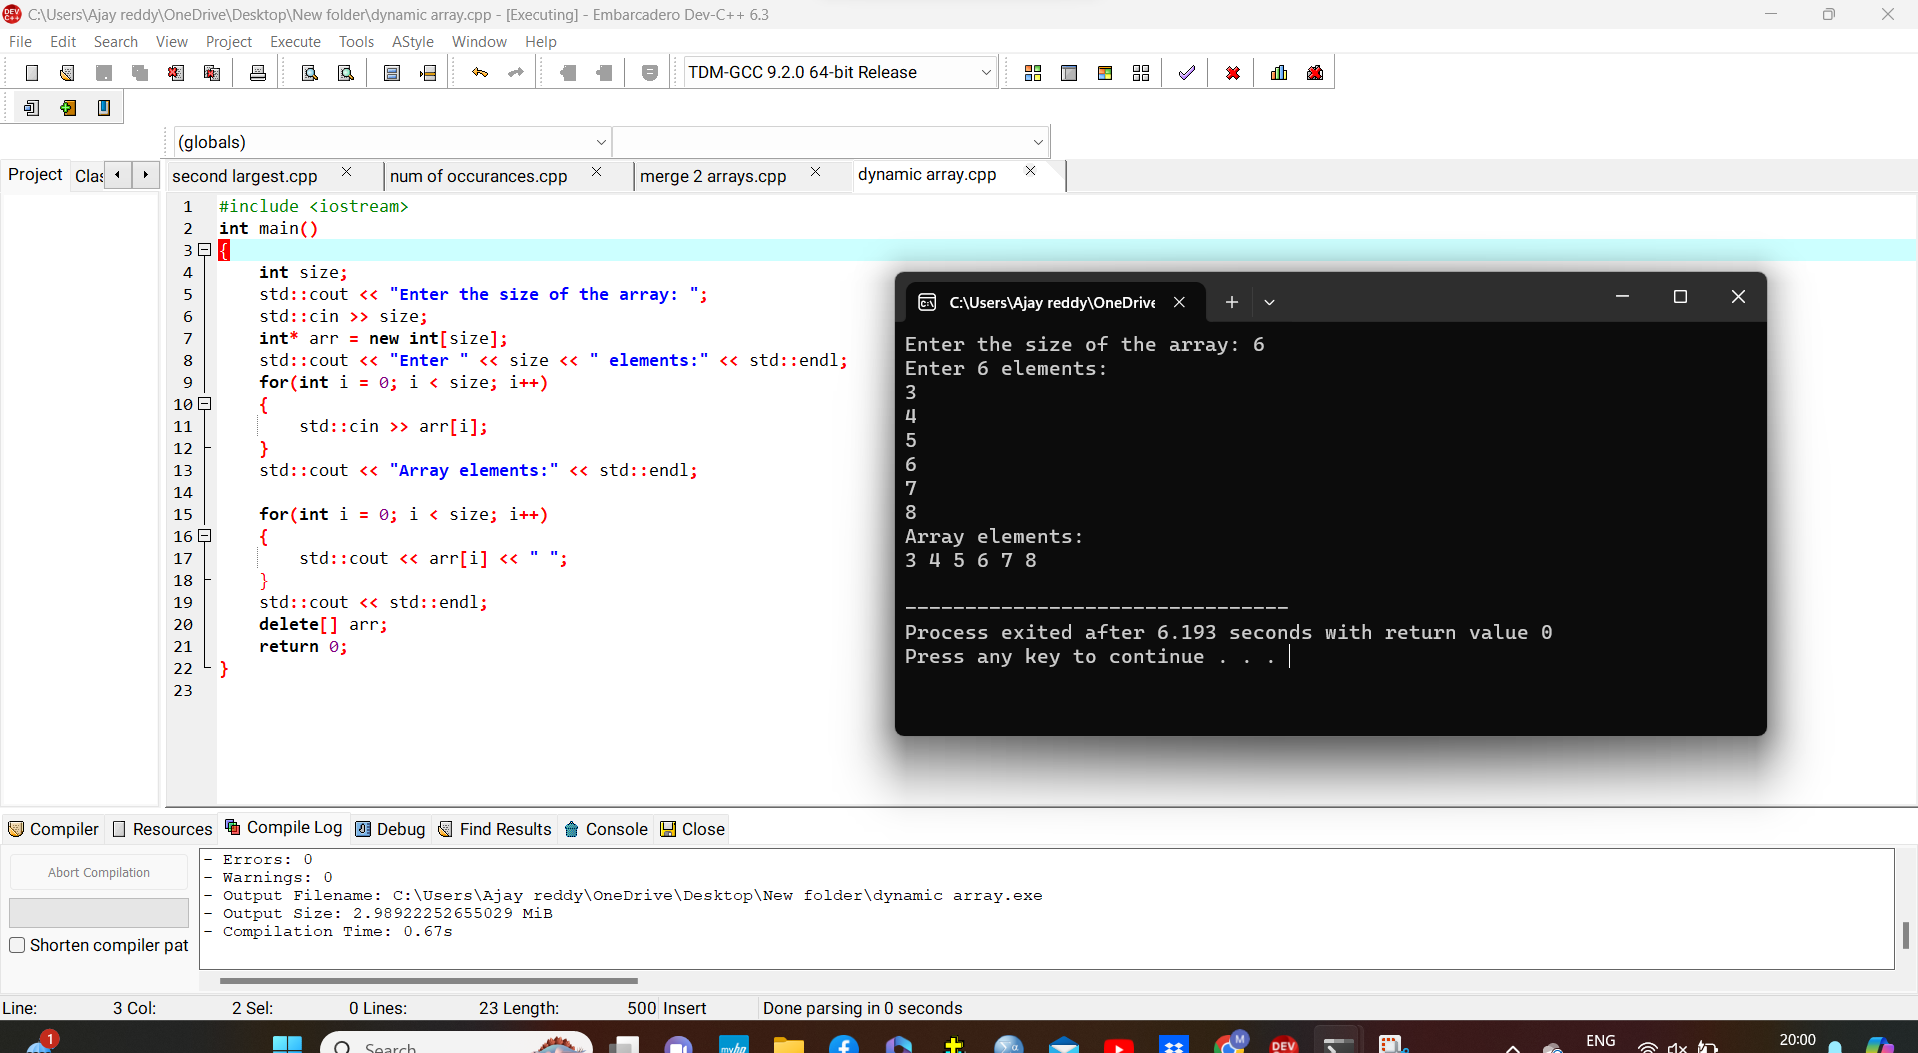 C:\Users\Ajay reddy\OneDrive\Desktop\New folder\dynamic array.cpp - [Executing] - Embarcadero Dev-C++ 6.3
File Edit Search View Project Execute Tools AStyle Window Help
TDM-GCC 9.2.0 64-bit Release
(globals)
Project Clas second largest.cpp num of occurances.cpp merge 2 arrays.cpp dynamic array.cpp
1 #include <iostream>
2 int main()
3 {
4 int size;
5 std::cout << "Enter the size of the array: ";
6 std::cin >> size;
7 int* arr = new int[size];
8 std::cout << "Enter " << size << " elements:" << std::endl;
9 for(int i = 0; i < size; i++)
10 {
11 std::cin >> arr[i];
12 }
13 std::cout << "Array elements:" << std::endl;
14
15 for(int i = 0; i < size; i++)
16 {
17 std::cout << arr[i] << " ";
18 }
19 std::cout << std::endl;
20 delete[] arr;
21 return 0;
22 }
23
C:\Users\Ajay reddy\OneDrive
Enter the size of the array: 6
Enter 6 elements:
3
4
5
6
7
8
Array elements:
3 4 5 6 7 8
--------------------------------
Process exited after 6.193 seconds with return value 0
Press any key to continue . . .
Compiler Resources Compile Log Debug Find Results Console Close
Abort Compilation
Shorten compiler pat
- Errors: 0
- Warnings: 0
- Output Filename: C:\Users\Ajay reddy\OneDrive\Desktop\New folder\dynamic array.exe
- Output Size: 2.98922252655029 MiB
- Compilation Time: 0.67s
Line: 3 Col: 2 Sel: 0 Lines: 23 Length: 500 Insert Done parsing in 0 seconds
1 Search myhp M DEV ENG 20:00